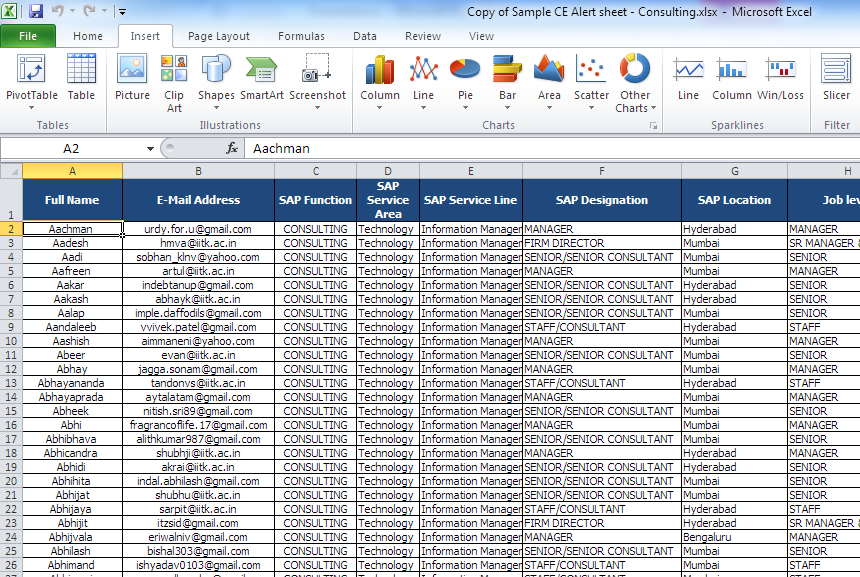 Copy of Sample CE Alert sheet - Consulting.xlsx - Microsoft Excel
File Home Insert Page Layout Formulas Data Review View
PivotTable Table Picture Clip Art Shapes SmartArt Screenshot Column Line Pie Bar Area Scatter Other Charts Line Column Win/Loss Slicer
Tables Illustrations Charts Sparklines Filter
A2 fx Aachman
A B C D E F G H
1 Full Name E-Mail Address SAP Function SAP Service Area SAP Service Line SAP Designation SAP Location Job lev
2 Aachman urdy.for.u@gmail.com CONSULTING Technology Information Manager MANAGER Hyderabad MANAGER
3 Aadesh hmva@iitk.ac.in CONSULTING Technology Information Manager FIRM DIRECTOR Mumbai SR MANAGER &
4 Aadi sobhan_klnv@yahoo.com CONSULTING Technology Information Manager SENIOR/SENIOR CONSULTANT Mumbai SENIOR
5 Aafreen artul@iitk.ac.in CONSULTING Technology Information Manager MANAGER Mumbai MANAGER
6 Aakar indebtanup@gmail.com CONSULTING Technology Information Manager SENIOR/SENIOR CONSULTANT Hyderabad SENIOR
7 Aakash abhayk@iitk.ac.in CONSULTING Technology Information Manager SENIOR/SENIOR CONSULTANT Hyderabad SENIOR
8 Aalap imple.daffodils@gmail.com CONSULTING Technology Information Manager SENIOR/SENIOR CONSULTANT Mumbai SENIOR
9 Aandaleeb vvivek.patel@gmail.com CONSULTING Technology Information Manager STAFF/CONSULTANT Hyderabad STAFF
10 Aashish aimmaneni@yahoo.com CONSULTING Technology Information Manager MANAGER Mumbai MANAGER
11 Abeer evan@iitk.ac.in CONSULTING Technology Information Manager SENIOR/SENIOR CONSULTANT Mumbai SENIOR
12 Abhay jagga.sonam@gmail.com CONSULTING Technology Information Manager MANAGER Mumbai MANAGER
13 Abhayananda tandonvs@iitk.ac.in CONSULTING Technology Information Manager STAFF/CONSULTANT Hyderabad STAFF
14 Abhayaprada aytalatam@gmail.com CONSULTING Technology Information Manager MANAGER Mumbai MANAGER
15 Abheek nitish.sri89@gmail.com CONSULTING Technology Information Manager SENIOR/SENIOR CONSULTANT Mumbai SENIOR
16 Abhi fragrancoflife.17@gmail.com CONSULTING Technology Information Manager MANAGER Mumbai MANAGER
17 Abhibhava alithkumar987@gmail.com CONSULTING Technology Information Manager SENIOR/SENIOR CONSULTANT Mumbai SENIOR
18 Abhicandra shubhji@iitk.ac.in CONSULTING Technology Information Manager MANAGER Hyderabad MANAGER
19 Abhidi akrai@iitk.ac.in CONSULTING Technology Information Manager SENIOR/SENIOR CONSULTANT Hyderabad SENIOR
20 Abhihita indal.abhilash@gmail.com CONSULTING Technology Information Manager SENIOR/SENIOR CONSULTANT Mumbai SENIOR
21 Abhijat shubhu@iitk.ac.in CONSULTING Technology Information Manager SENIOR/SENIOR CONSULTANT Mumbai SENIOR
22 Abhijaya sarpit@iitk.ac.in CONSULTING Technology Information Manager STAFF/CONSULTANT Hyderabad STAFF
23 Abhijit itzsid@gmail.com CONSULTING Technology Information Manager FIRM DIRECTOR Hyderabad SR MANAGER &
24 Abhijvala eriwalniv@gmail.com CONSULTING Technology Information Manager MANAGER Bengaluru MANAGER
25 Abhilash bishal303@gmail.com CONSULTING Technology Information Manager SENIOR/SENIOR CONSULTANT Mumbai SENIOR
26 Abhimand ishyadav0103@gmail.com CONSULTING Technology Information Manager STAFF/CONSULTANT Mumbai STAFF